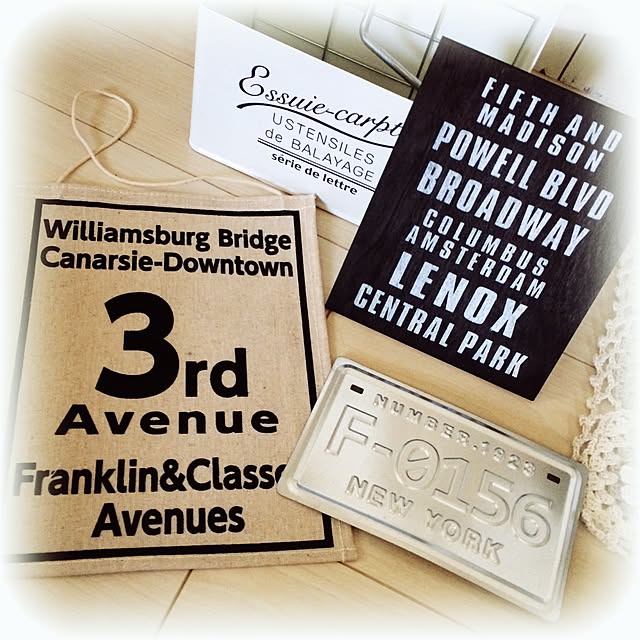 Essuie-carpt
USTENSILES
de BALAYAGE
série de lettre
FIFTH AND
MADISON
POWELL BLVD
BROADWAY
COLUMBUS
AMSTERDAM
LENOX
CENTRAL PARK
Williamsburg Bridge
Canarsie-Downtown
3rd
Avenue
Franklin&Classo
Avenues
NUMBER.1923
F-0156
NEW YORK